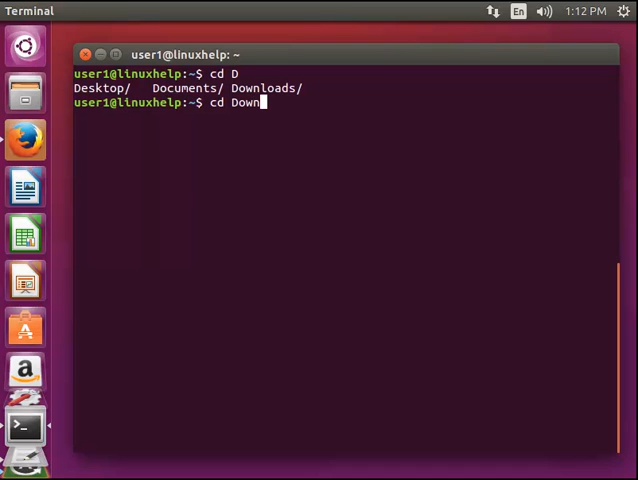 Terminal
En
1:12 PM
user1@linuxhelp: ~
user1@linuxhelp:~$ cd D
Desktop/ Documents/ Downloads/
user1@linuxhelp:~$ cd Down